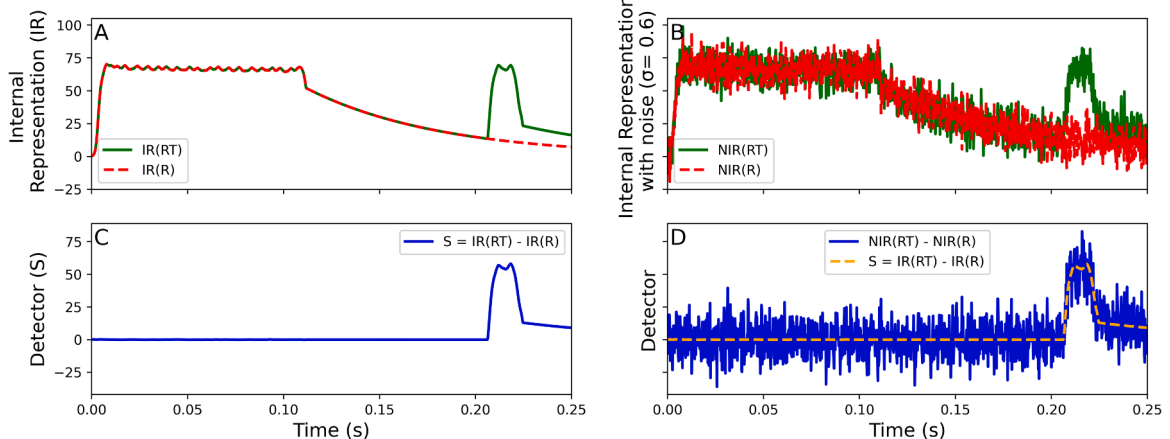 A
Internal
Representation (IR)
100
75
50
25
0
−25
IR(RT)
IR(R)
B
Internal Representation
with noise (σ= 0.6)
NIR(RT)
NIR(R)
C
Detector (S)
75
50
25
0
−25
S = IR(RT) - IR(R)
0.00 0.05 0.10 0.15 0.20 0.25
Time (s)
D
Detector
NIR(RT) - NIR(R)
S = IR(RT) - IR(R)
0.00 0.05 0.10 0.15 0.20 0.25
Time (s)